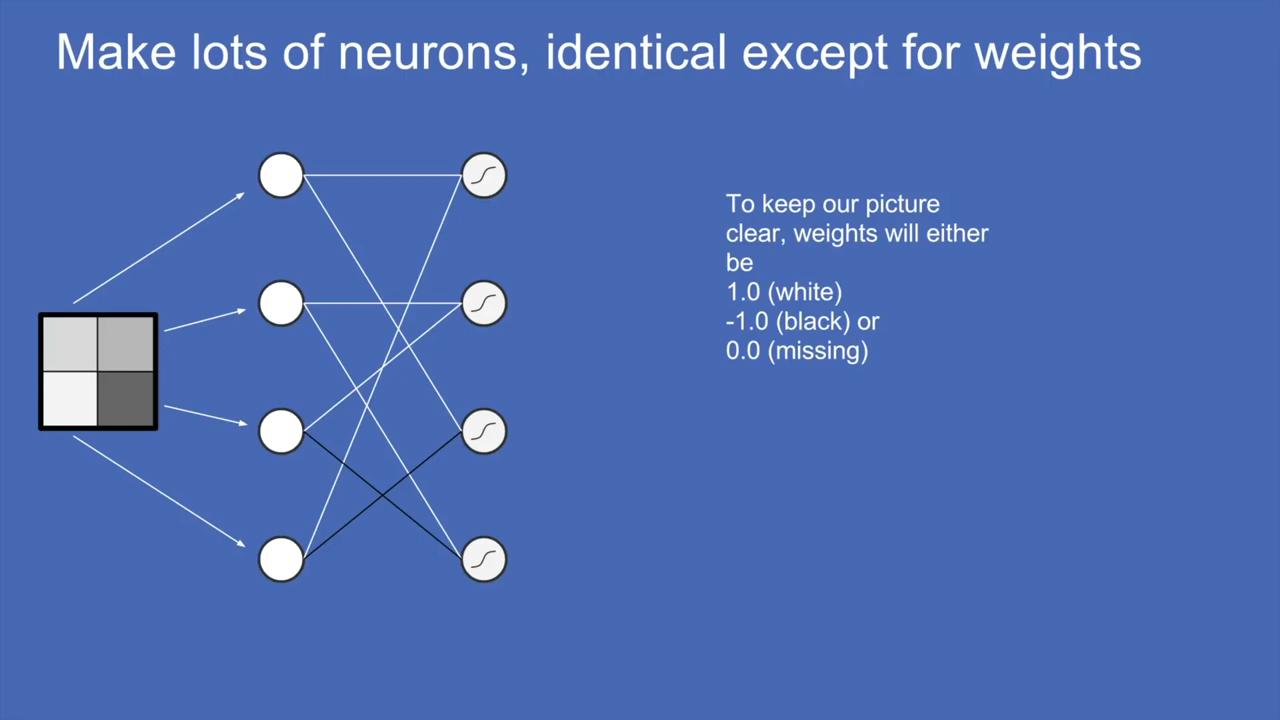 Make lots of neurons, identical except for weights
To keep our picture
clear, weights will either
be
1.0 (white)
-1.0 (black) or
0.0 (missing)